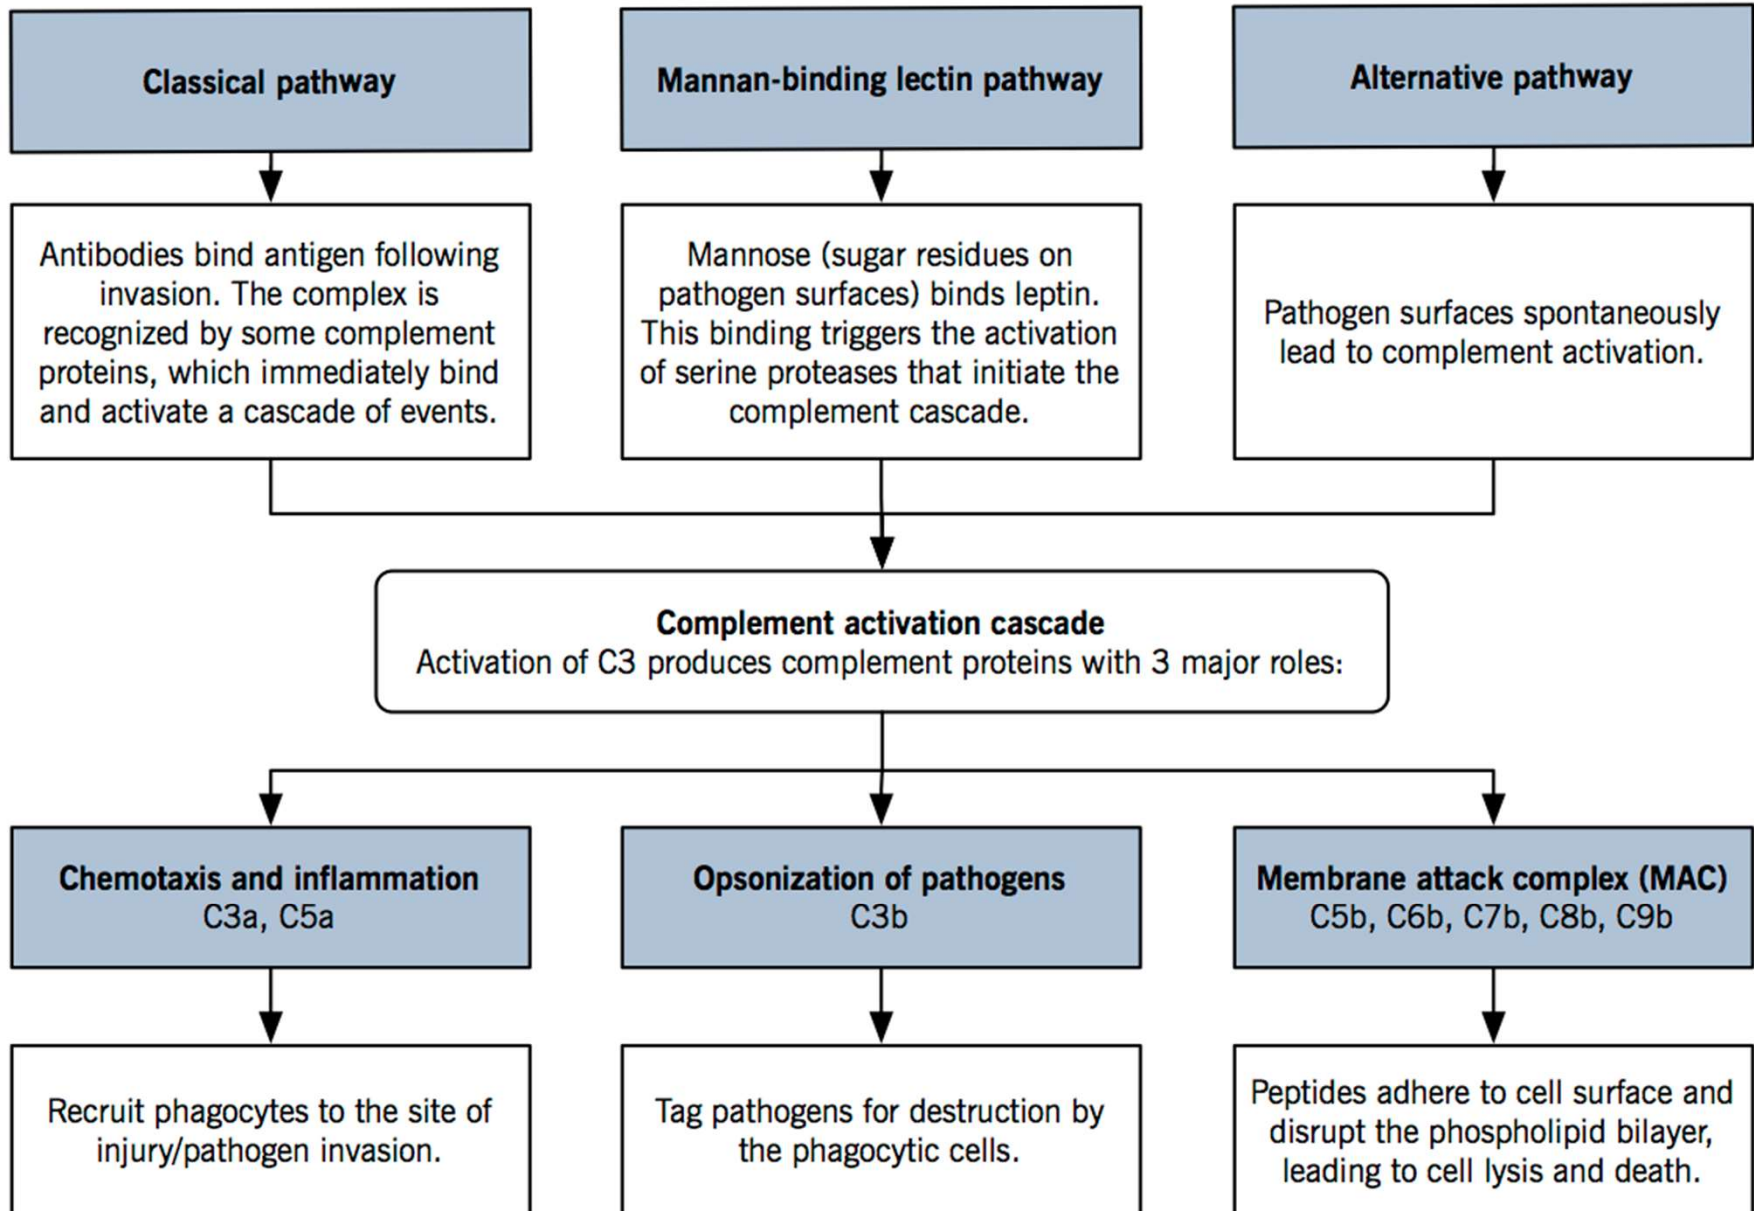 Classical pathway
Mannan-binding lectin pathway
Alternative pathway
Antibodies bind antigen following
invasion. The complex is
recognized by some complement
proteins, which immediately bind
and activate a cascade of events.
Mannose (sugar residues on
pathogen surfaces) binds leptin.
This binding triggers the activation
of serine proteases that initiate the
complement cascade.
Pathogen surfaces spontaneously
lead to complement activation.
Complement activation cascade
Activation of C3 produces complement proteins with 3 major roles:
Chemotaxis and inflammation
C3a, C5a
Opsonization of pathogens
C3b
Membrane attack complex (MAC)
C5b, C6b, C7b, C8b, C9b
Recruit phagocytes to the site of
injury/pathogen invasion.
Tag pathogens for destruction by
the phagocytic cells.
Peptides adhere to cell surface and
disrupt the phospholipid bilayer,
leading to cell lysis and death.